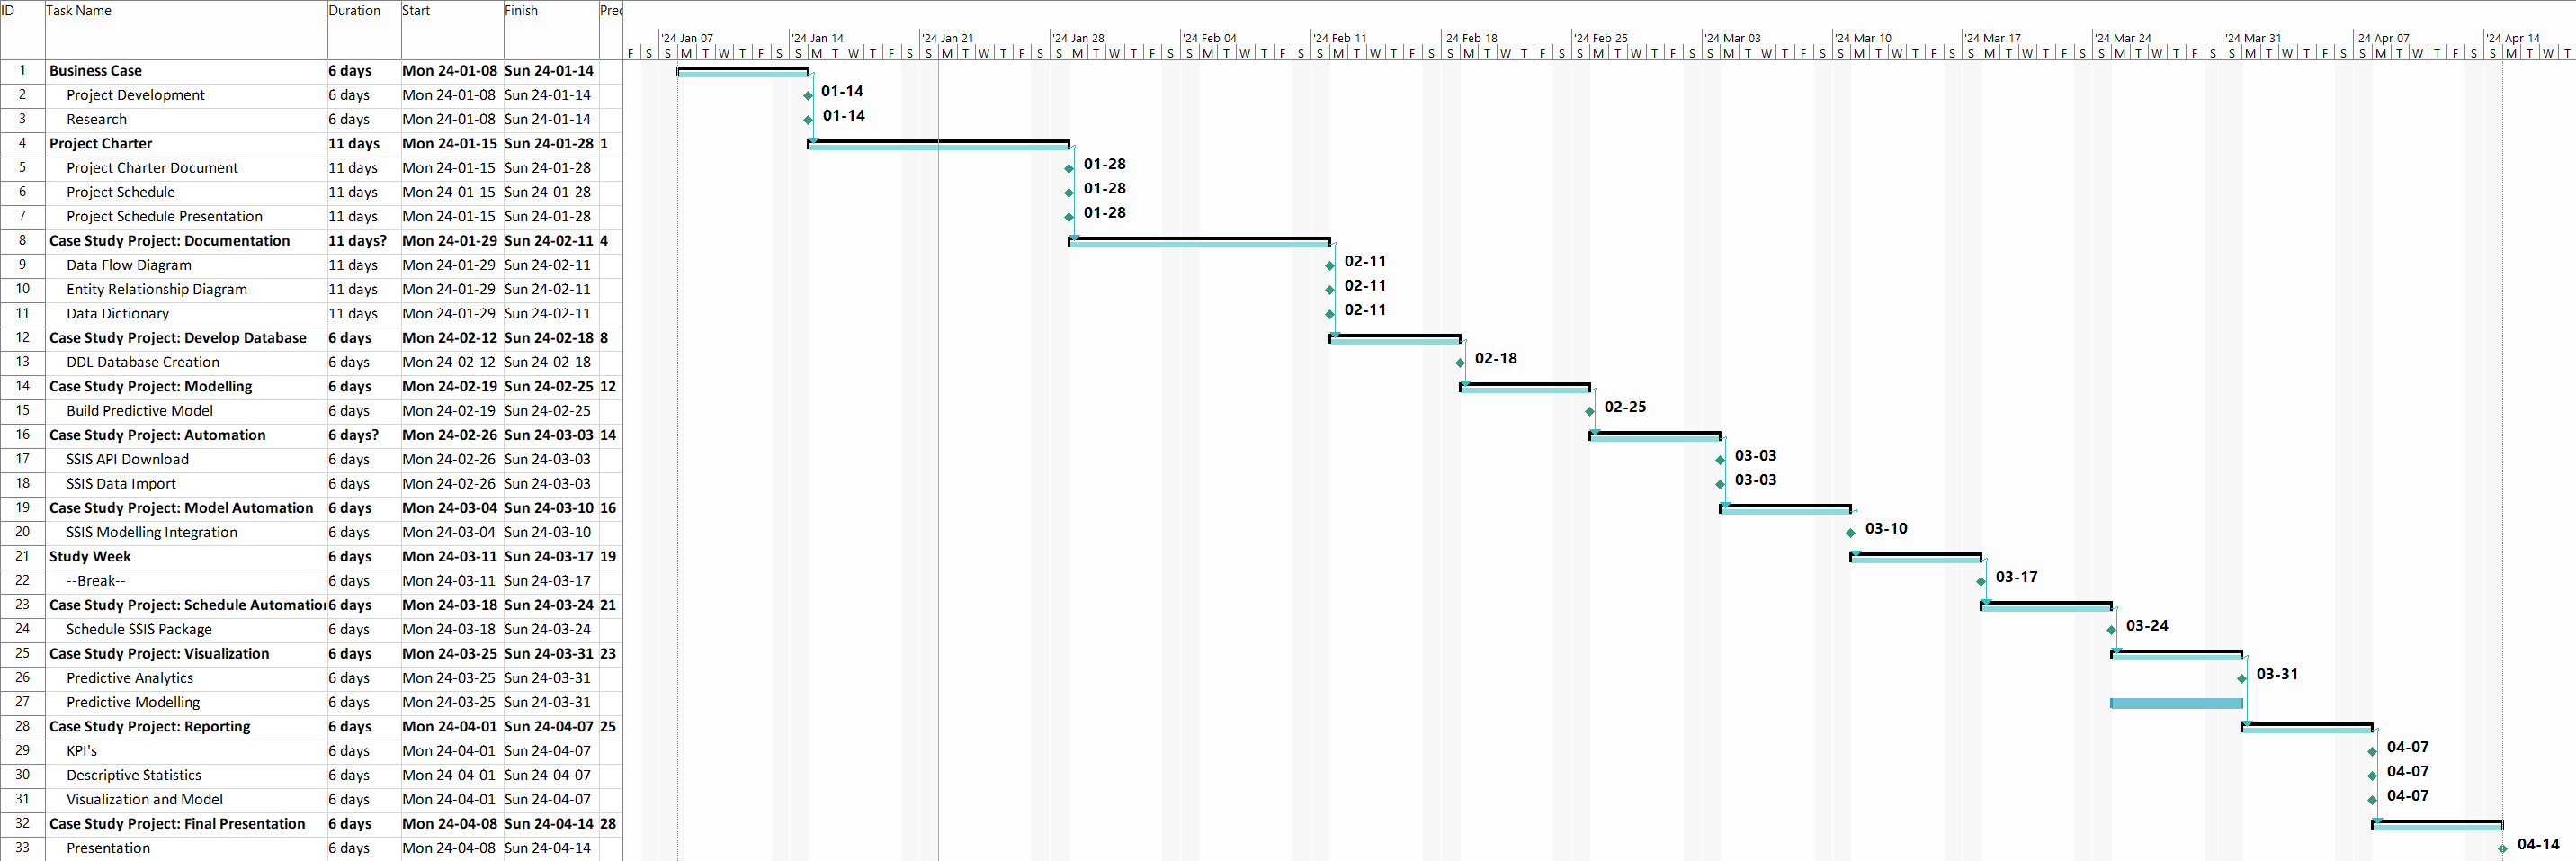 ID Task Name Duration Start Finish Prec
'24 Jan 07 '24 Jan 14 '24 Jan 21 '24 Jan 28 '24 Feb 04 '24 Feb 11 '24 Feb 18 '24 Feb 25 '24 Mar 03 '24 Mar 10 '24 Mar 17 '24 Mar 24 '24 Mar 31 '24 Apr 07 '24 Apr 14
F S S M T W T F S S M T W T F S S M T W T F S S M T W T F S S M T W T F S S M T W T F S S M T W T F S S M T W T F S S M T W T F S S M T W T F S S M T W T F S S M T W T F S S M T W T F S S M T W T F S S M T W T
1 Business Case 6 days Mon 24-01-08 Sun 24-01-14
2 Project Development 6 days Mon 24-01-08 Sun 24-01-14 01-14
3 Research 6 days Mon 24-01-08 Sun 24-01-14 01-14
4 Project Charter 11 days Mon 24-01-15 Sun 24-01-28 1
5 Project Charter Document 11 days Mon 24-01-15 Sun 24-01-28 01-28
6 Project Schedule 11 days Mon 24-01-15 Sun 24-01-28 01-28
7 Project Schedule Presentation 11 days Mon 24-01-15 Sun 24-01-28 01-28
8 Case Study Project: Documentation 11 days? Mon 24-01-29 Sun 24-02-11 4
9 Data Flow Diagram 11 days Mon 24-01-29 Sun 24-02-11 02-11
10 Entity Relationship Diagram 11 days Mon 24-01-29 Sun 24-02-11 02-11
11 Data Dictionary 11 days Mon 24-01-29 Sun 24-02-11 02-11
12 Case Study Project: Develop Database 6 days Mon 24-02-12 Sun 24-02-18 8
13 DDL Database Creation 6 days Mon 24-02-12 Sun 24-02-18 02-18
14 Case Study Project: Modelling 6 days Mon 24-02-19 Sun 24-02-25 12
15 Build Predictive Model 6 days Mon 24-02-19 Sun 24-02-25 02-25
16 Case Study Project: Automation 6 days? Mon 24-02-26 Sun 24-03-03 14
17 SSIS API Download 6 days Mon 24-02-26 Sun 24-03-03 03-03
18 SSIS Data Import 6 days Mon 24-02-26 Sun 24-03-03 03-03
19 Case Study Project: Model Automation 6 days Mon 24-03-04 Sun 24-03-10 16
20 SSIS Modelling Integration 6 days Mon 24-03-04 Sun 24-03-10 03-10
21 Study Week 6 days Mon 24-03-11 Sun 24-03-17 19
22 --Break-- 6 days Mon 24-03-11 Sun 24-03-17 03-17
23 Case Study Project: Schedule Automation 6 days Mon 24-03-18 Sun 24-03-24 21
24 Schedule SSIS Package 6 days Mon 24-03-18 Sun 24-03-24 03-24
25 Case Study Project: Visualization 6 days Mon 24-03-25 Sun 24-03-31 23
26 Predictive Analytics 6 days Mon 24-03-25 Sun 24-03-31 03-31
27 Predictive Modelling 6 days Mon 24-03-25 Sun 24-03-31
28 Case Study Project: Reporting 6 days Mon 24-04-01 Sun 24-04-07 25
29 KPI's 6 days Mon 24-04-01 Sun 24-04-07 04-07
30 Descriptive Statistics 6 days Mon 24-04-01 Sun 24-04-07 04-07
31 Visualization and Model 6 days Mon 24-04-01 Sun 24-04-07 04-07
32 Case Study Project: Final Presentation 6 days Mon 24-04-08 Sun 24-04-14 28
33 Presentation 6 days Mon 24-04-08 Sun 24-04-14 04-14